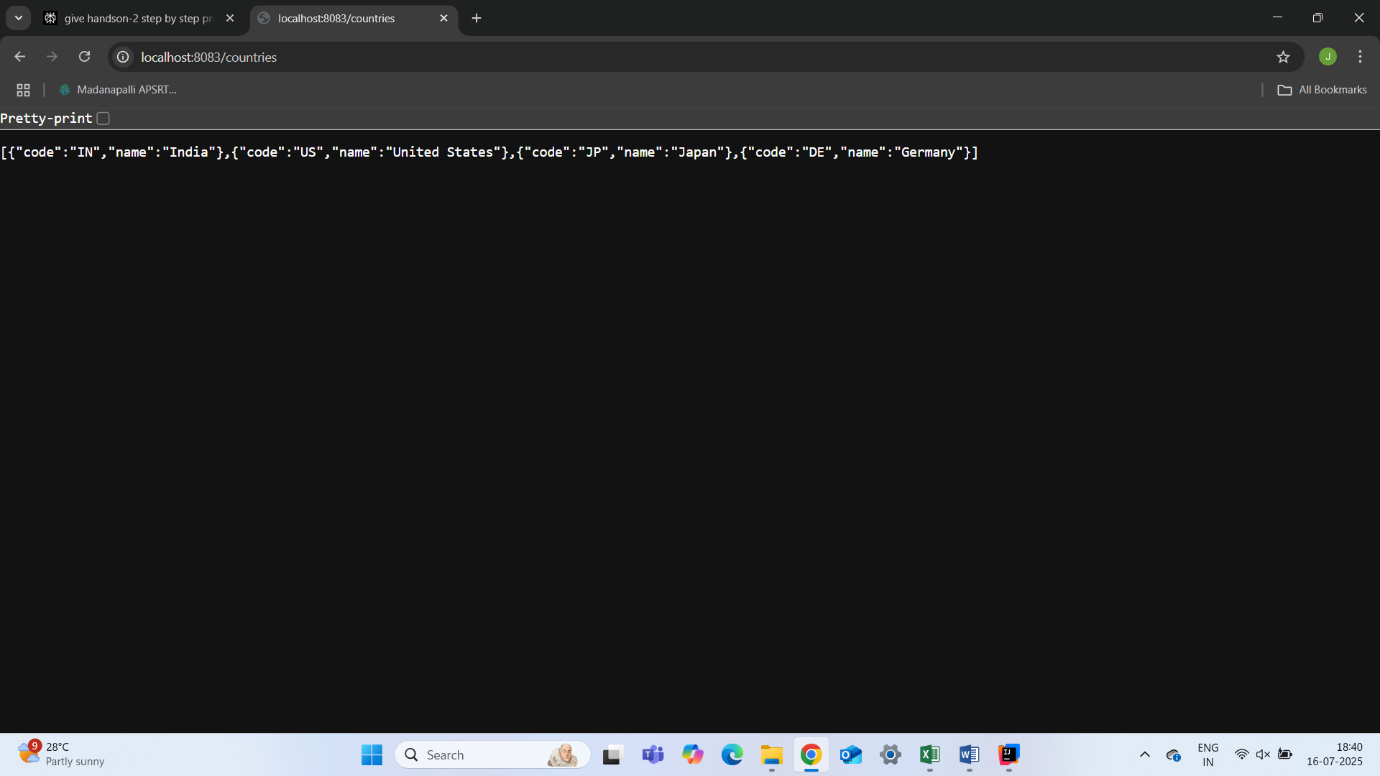 give handson-2 step by step pr
localhost:8083/countries
localhost:8083/countries
J
Madanapalli APSRT...
All Bookmarks
Pretty-print
[{"code":"IN","name":"India"},{"code":"US","name":"United States"},{"code":"JP","name":"Japan"},{"code":"DE","name":"Germany"}]
9
28°C
Partly sunny
Search
ENG
IN
18:40
16-07-2025